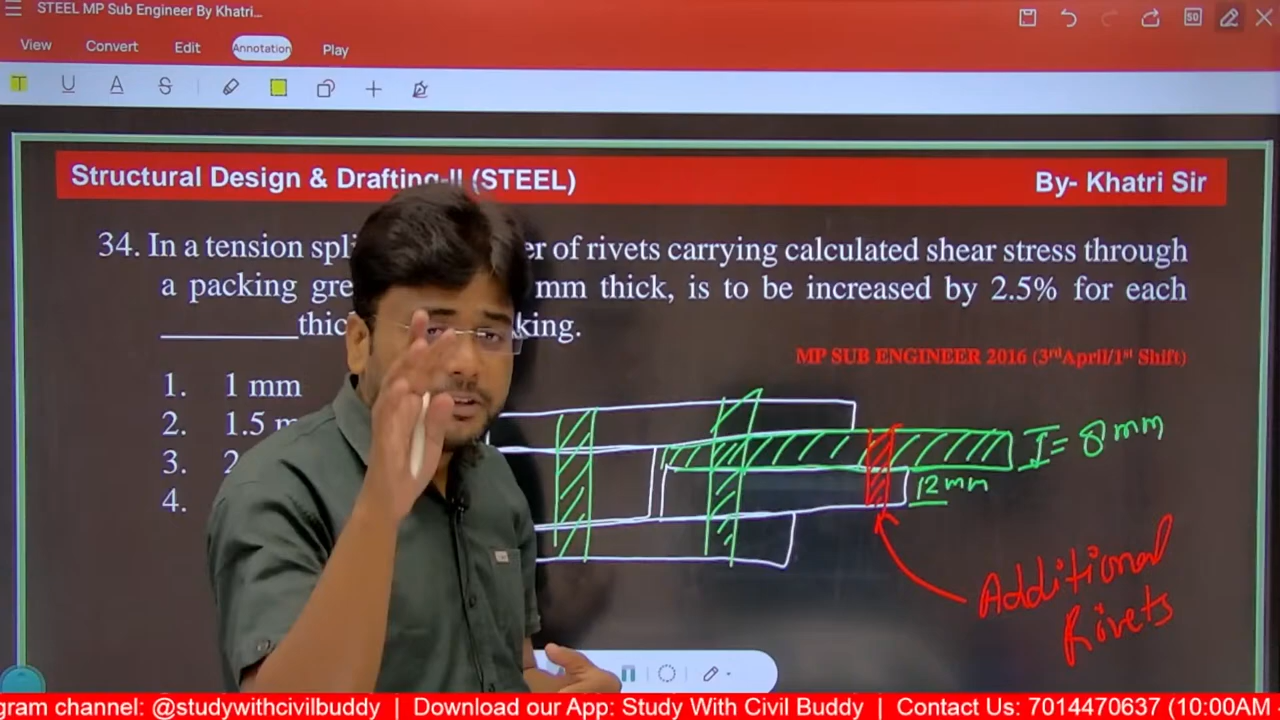 STEEL MP Sub Engineer By Khatri...
View Convert Edit Annotation Play
T U A S
SD
Structural Design & Drafting-II (STEEL)
By- Khatri Sir
34. In a tension er of rivets carrying calculated shear stress through
a packing mm thick, is to be increased by 2.5% for each
________ king.
MP SUB ENGINEER 2016 (3rd April/1st Shift)
1. 1 mm
2. 1.5
3. 2
4.
= 8 mm
12 mm
Additional
Rivets
gram channel: @studywithcivilbuddy | Download our App: Study With Civil Buddy | Contact Us: 7014470637 (10:00AM